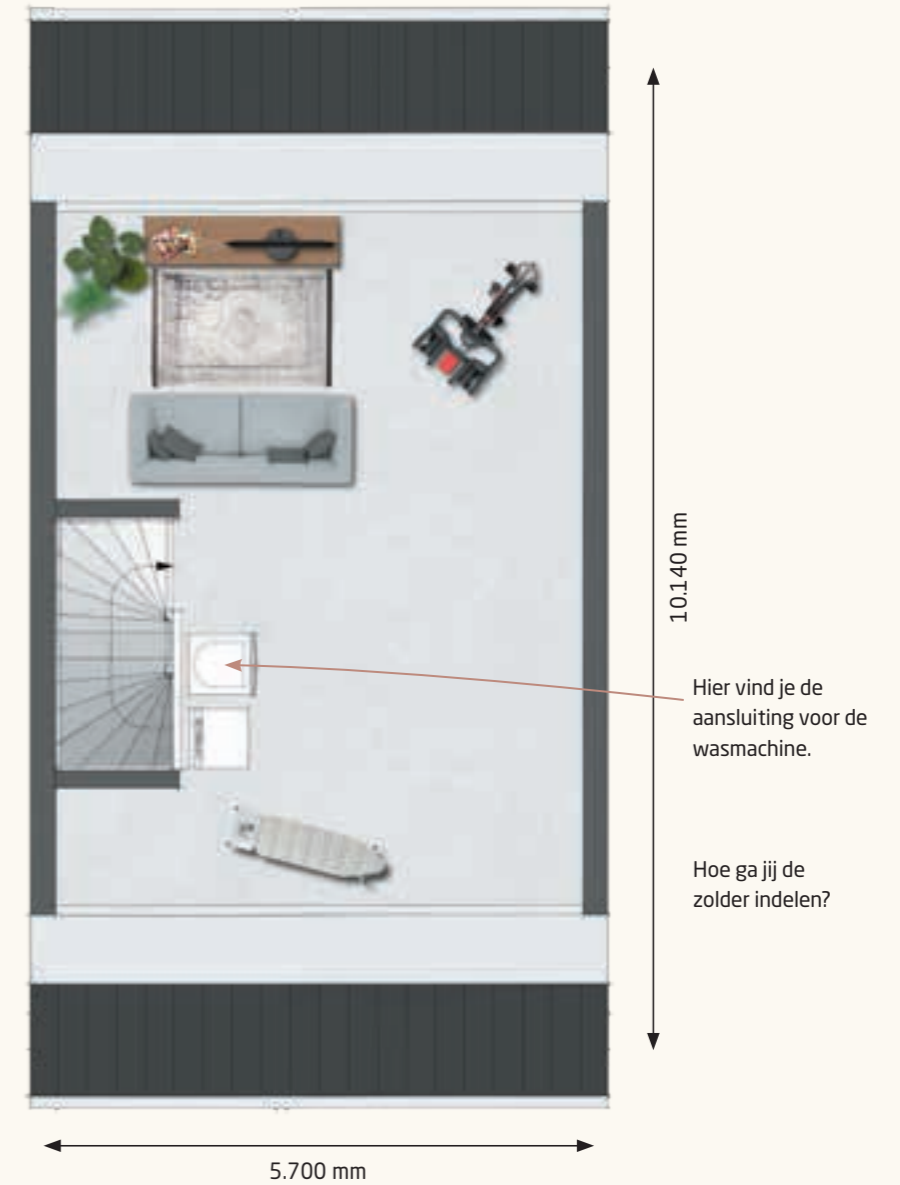 10.140 mm
Hier vind je de
aansluiting voor de
wasmachine.
Hoe ga jij de
zolder indelen?
5.700 mm